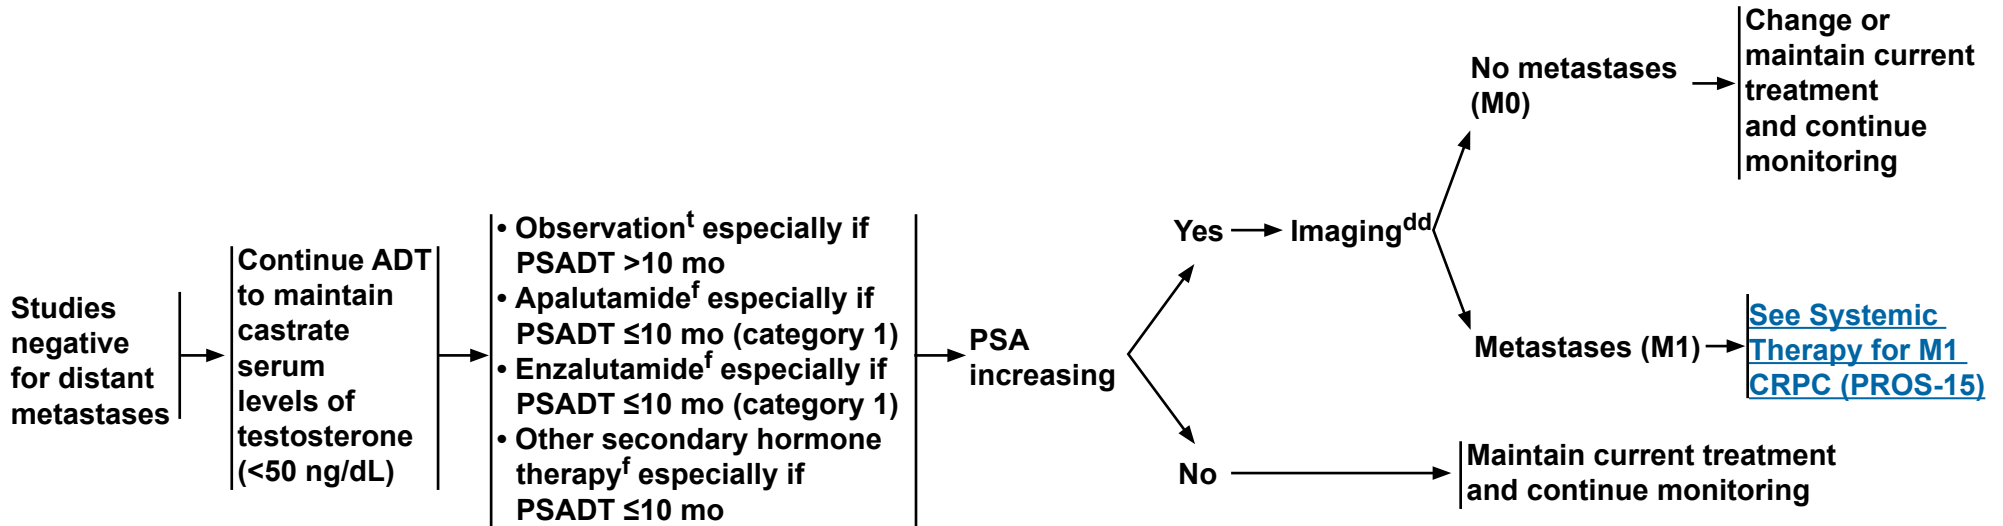 Studies
negative
for distant
metastases
Continue ADT
to maintain
castrate
serum
levels of
testosterone
(<50 ng/dL)
• Observationᵗ especially if
PSADT >10 mo
• Apalutamideᶠ especially if
PSADT ≤10 mo (category 1)
• Enzalutamideᶠ especially if
PSADT ≤10 mo (category 1)
• Other secondary hormone
therapyᶠ especially if
PSADT ≤10 mo
PSA
increasing
Yes
Imagingᵈᵈ
No metastases
(M0)
Change or
maintain current
treatment
and continue
monitoring
Metastases (M1)
See Systemic
Therapy for M1
CRPC (PROS-15)
No
Maintain current treatment
and continue monitoring